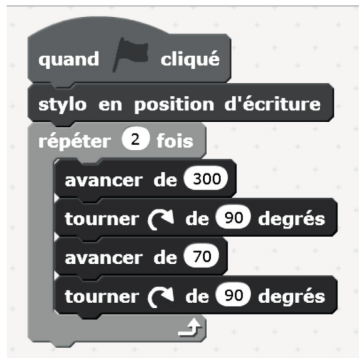 quand cliqué
stylo en position d'écriture
répéter 2 fois
avancer de 300
tourner de 90 degrés
avancer de 70
tourner de 90 degrés